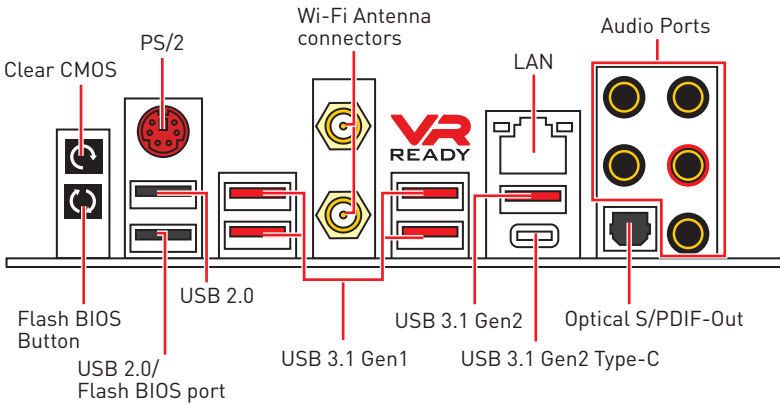 Wi-Fi Antenna
connectors
Audio Ports
PS/2
Clear CMOS
LAN
VR
READY
USB 2.0
Flash BIOS
Button
USB 3.1 Gen2
Optical S/PDIF-Out
USB 3.1 Gen1
USB 3.1 Gen2 Type-C
USB 2.0/
Flash BIOS port